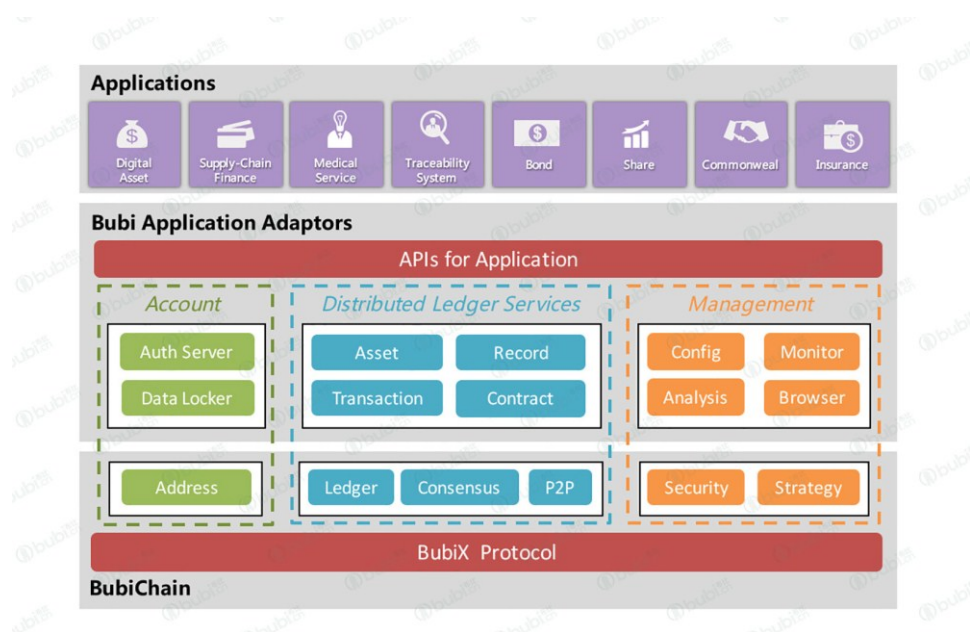 Applications
Digital
Asset
Supply-Chain
Finance
Medical
Service
Traceability
System
Bond
Share
Commonweal
Insurance
Bubi Application Adaptors
APIs for Application
Account
Distributed Ledger Services
Management
Auth Server
Data Locker
Asset
Record
Transaction
Contract
Config
Monitor
Analysis
Browser
Address
Ledger
Consensus
P2P
Security
Strategy
BubiX Protocol
BubiChain